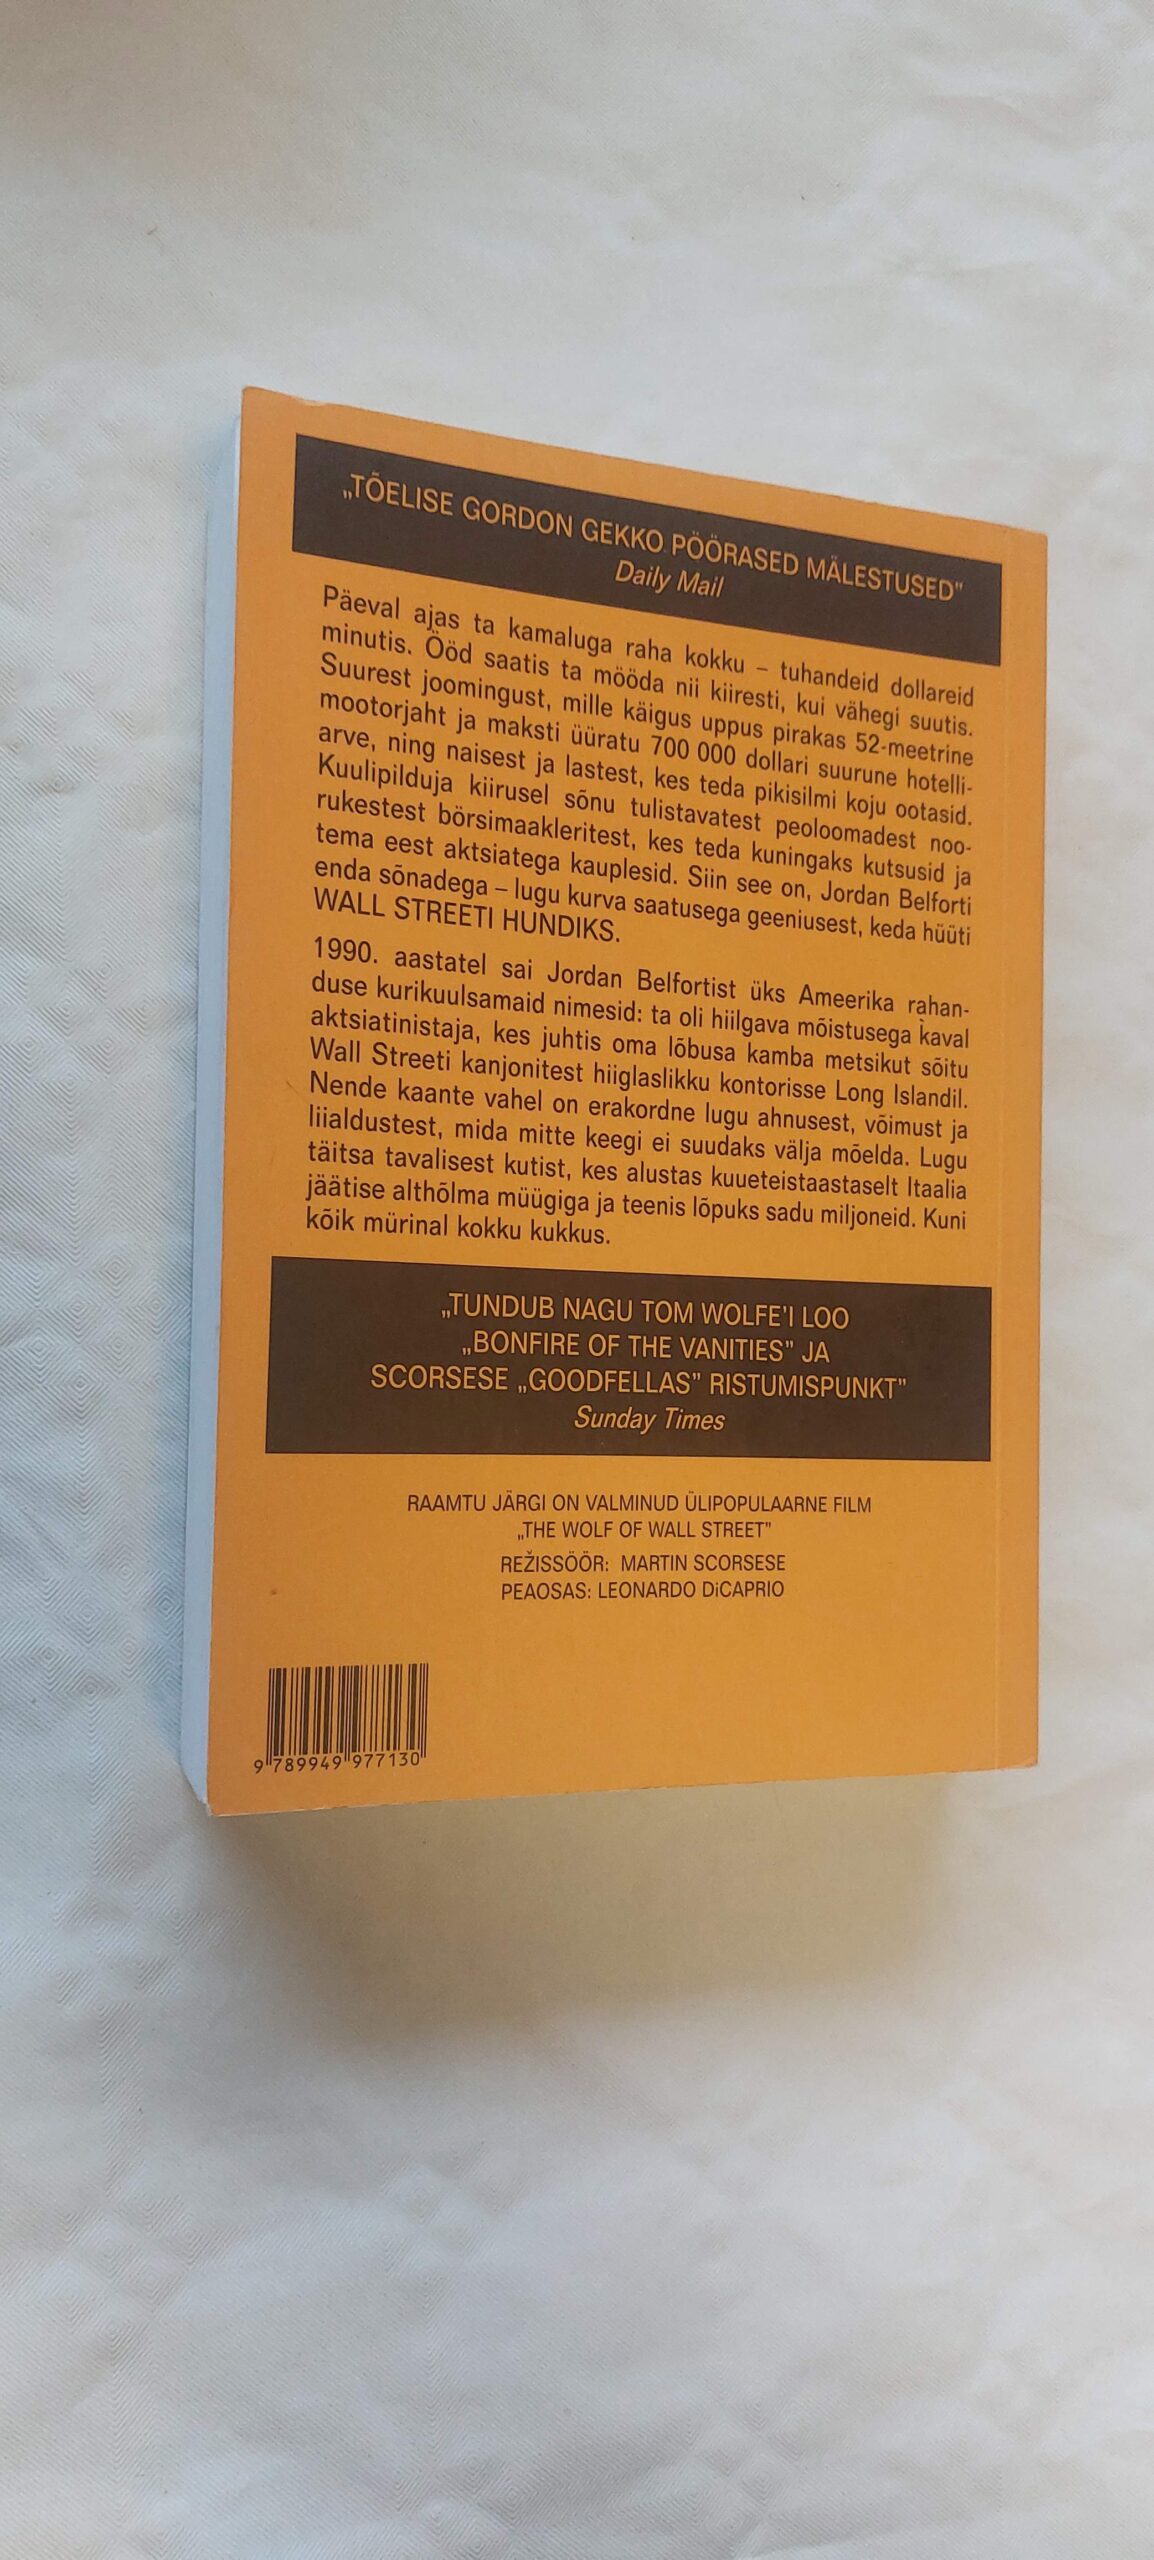 „TÕELISE GORDON GEKKO PÖÖRASED MÄLESTUSED”
Daily Mail
Päeval ajas ta kamaluga raha kokku – tuhandeid dollareid
minutis. Ööd saatis ta mööda nii kiiresti, kui vähegi suutis.
Suurest joomingust, mille käigus uppus pirakas 52-meetrine
mootorjaht ja maksti üüratu 700 000 dollari suurune hotelli-
arve, ning naisest ja lastest, kes teda pikisilmi koju ootasid.
Kuulipilduja kiirusel sõnu tulistavatest peoloomadest noo-
rukestest börsimaakleritest, kes teda kuningaks kutsusid ja
tema eest aktsiatega kauplesid. Siin see on, Jordan Belforti
enda sõnadega – lugu kurva saatusega geeniusest, keda hüüti
WALL STREETI HUNDIKS.
1990. aastatel sai Jordan Belfortist üks Ameerika rahan-
duse kurikuulsamaid nimesid: ta oli hiilgava mõistusega kaval
aktsiatinistaja, kes juhtis oma lõbusa kamba metsikut sõitu
Wall Streeti kanjonitest hiiglaslikku kontorisse Long Islandil.
Nende kaante vahel on erakordne lugu ahnusest, võimust ja
liialdustest, mida mitte keegi ei suudaks välja mõelda. Lugu
täitsa tavalisest kutist, kes alustas kuueteistaastaselt Itaalia
jäätise althõlma müügiga ja teenis lõpuks sadu miljoneid. Kuni
kõik mürinal kokku kukkus.
„TUNDUB NAGU TOM WOLFE'I LOO
„BONFIRE OF THE VANITIES” JA
SCORSESE „GOODFELLAS” RISTUMISPUNKT”
Sunday Times
RAAMTU JÄRGI ON VALMINUD ÜLIPOPULAARNE FILM
„THE WOLF OF WALL STREET”
REŽISSÖÖR: MARTIN SCORSESE
PEAOSAS: LEONARDO DiCAPRIO
9 789949 977130